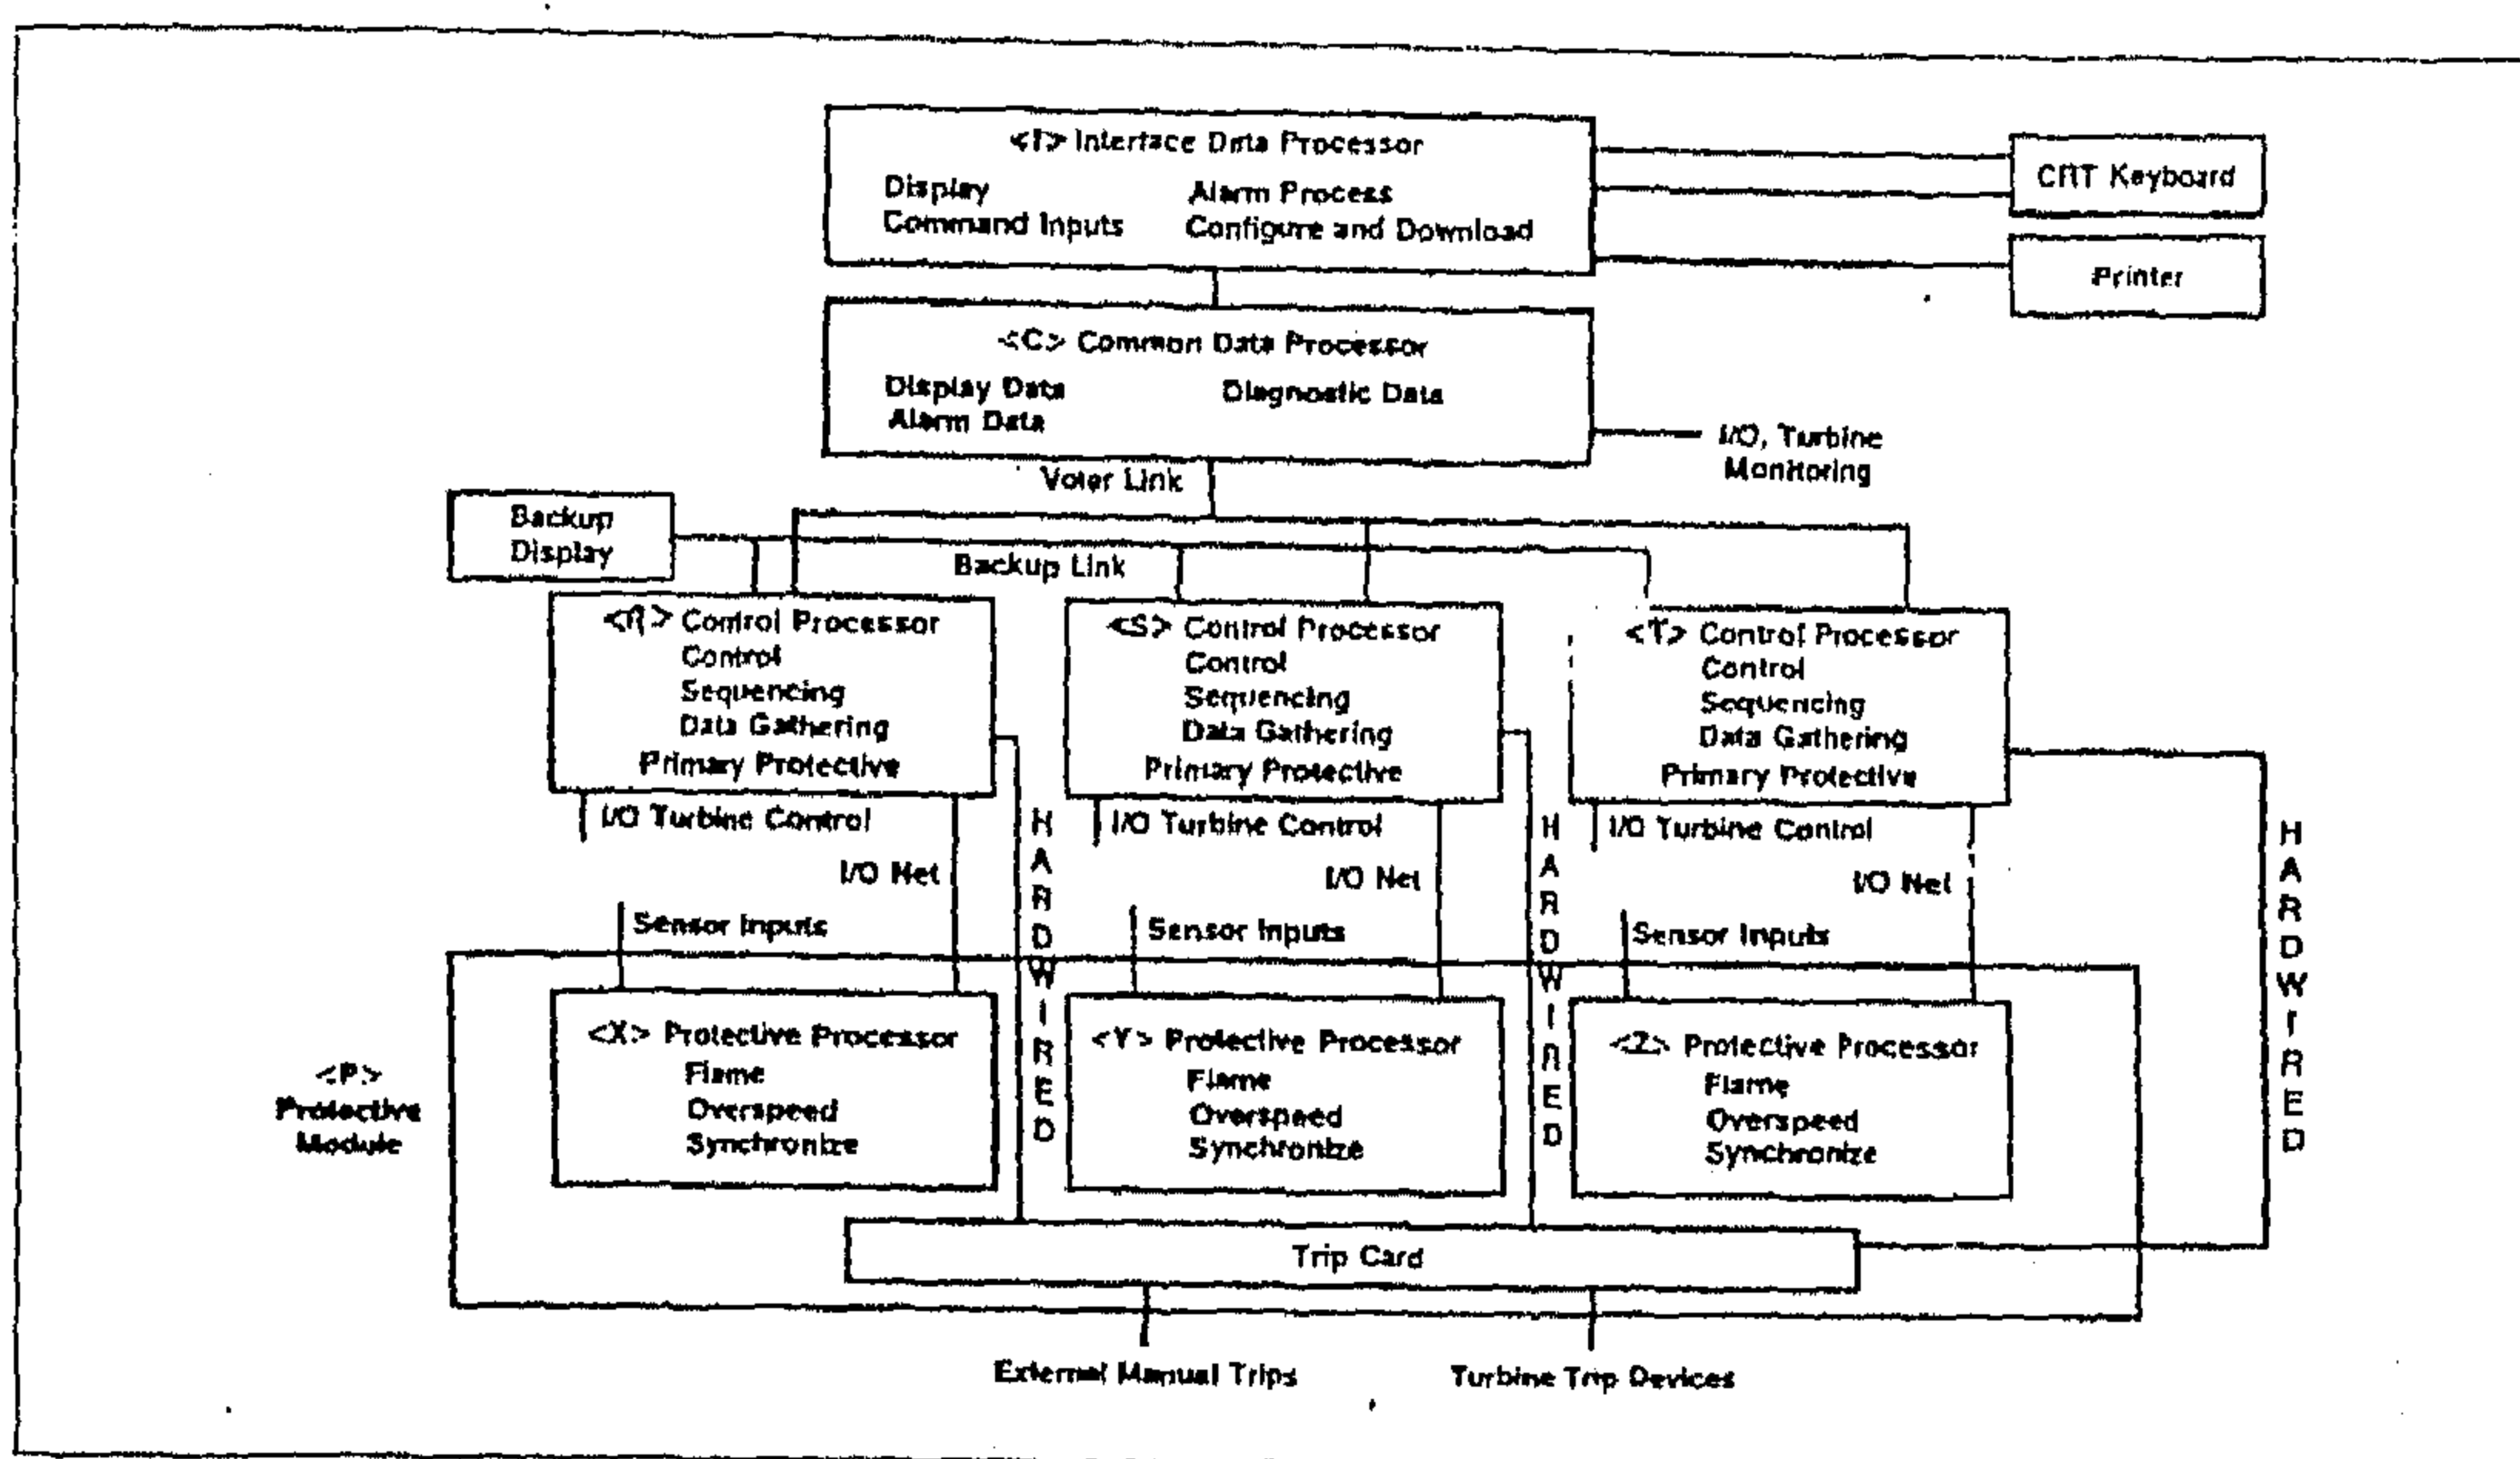 <I> Interface Data Processor
Display
Alarm Process
Command Inputs
Configure and Download
CRT Keyboard
Printer
<C> Common Data Processor
Display Data
Diagnostic Data
Alarm Data
I/O, Turbine
Monitoring
Voter Link
Backup
Display
Backup Link
<R> Control Processor
Control
Sequencing
Data Gathering
Primary Protective
<S> Control Processor
Control
Sequencing
Data Gathering
Primary Protective
<T> Control Processor
Control
Sequencing
Data Gathering
Primary Protective
I/O Turbine Control
I/O Turbine Control
I/O Turbine Control
I/O Net
I/O Net
I/O Net
HARDWIRED
HARDWIRED
HARDWIRED
Sensor Inputs
Sensor Inputs
Sensor Inputs
<P>
Protective
Module
<X> Protective Processor
Flame
Overspeed
Synchronize
<Y> Protective Processor
Flame
Overspeed
Synchronize
<Z> Protective Processor
Flame
Overspeed
Synchronize
Trip Card
External Manual Trips
Turbine Trip Devices